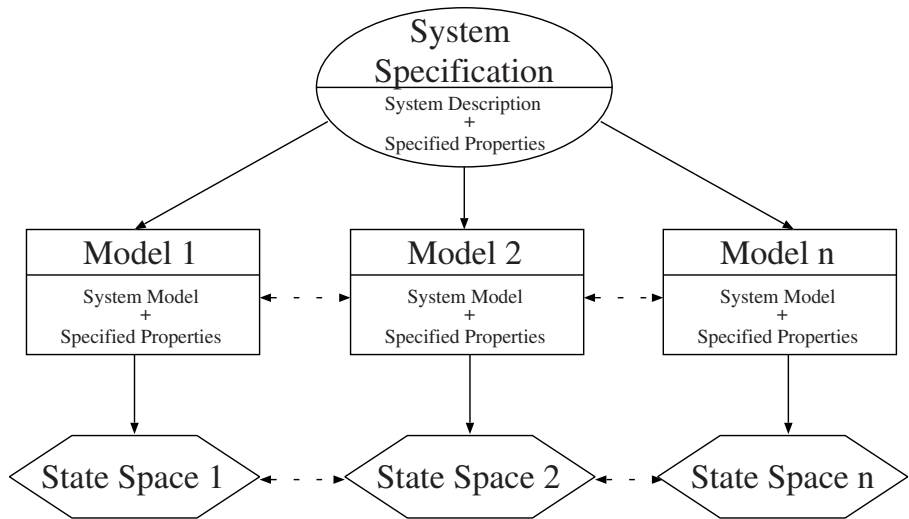 System
Specification
System Description
+
Specified Properties
Model 1
Model 2
Model n
System Model
+
Specified Properties
System Model
+
Specified Properties
System Model
+
Specified Properties
State Space 1
State Space 2
State Space n